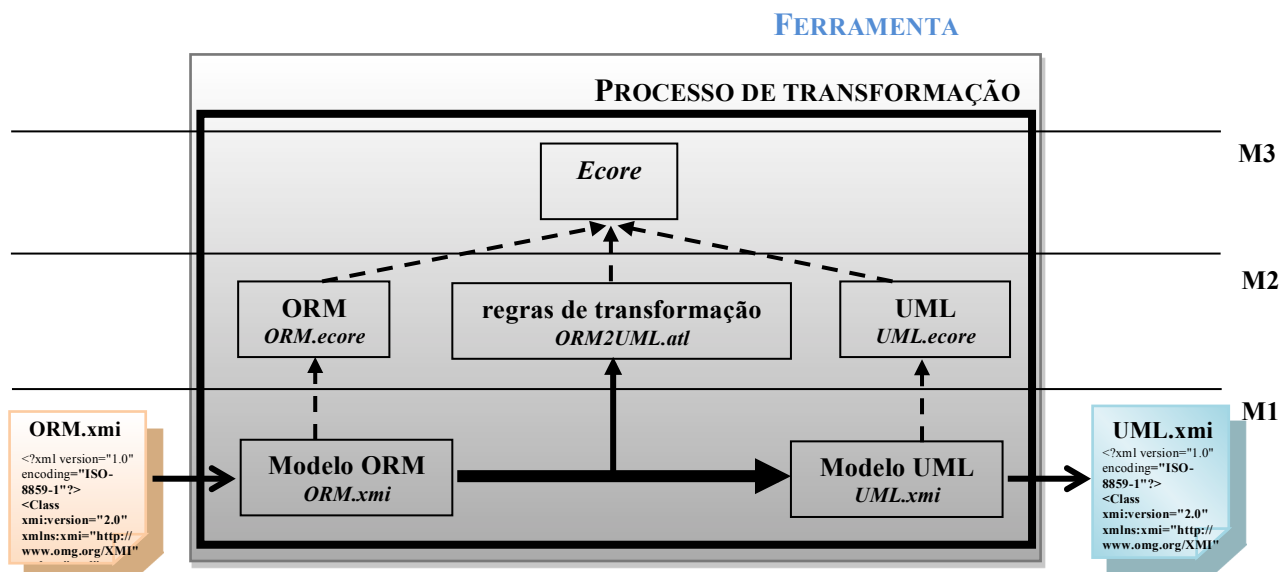 FERRAMENTA
PROCESSO DE TRANSFORMAÇÃO
M3
Ecore
M2
ORM
ORM.ecore
regras de transformação
ORM2UML.atl
UML
UML.ecore
M1
ORM.xmi
<?xml version="1.0"
encoding="ISO-
8859-1"?>
<Class
xmi:version="2.0"
xmlns:xmi="http://
www.omg.org/XMI"
Modelo ORM
ORM.xmi
Modelo UML
UML.xmi
UML.xmi
<?xml version="1.0"
encoding="ISO-
8859-1"?>
<Class
xmi:version="2.0"
xmlns:xmi="http://
www.omg.org/XMI"